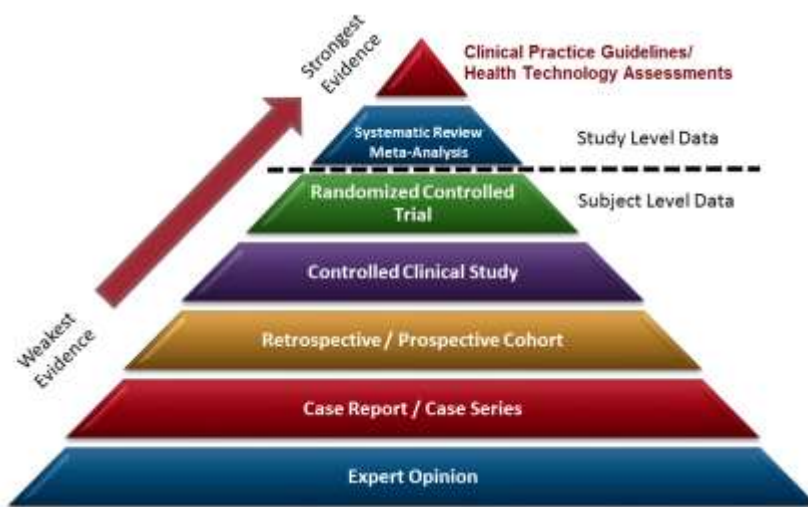 Clinical Practice Guidelines/
Health Technology Assessments
Strongest
Evidence
Systematic Review
Meta-Analysis
Study Level Data
Randomized Controlled
Trial
Subject Level Data
Controlled Clinical Study
Weakest
Evidence
Retrospective / Prospective Cohort
Case Report / Case Series
Expert Opinion